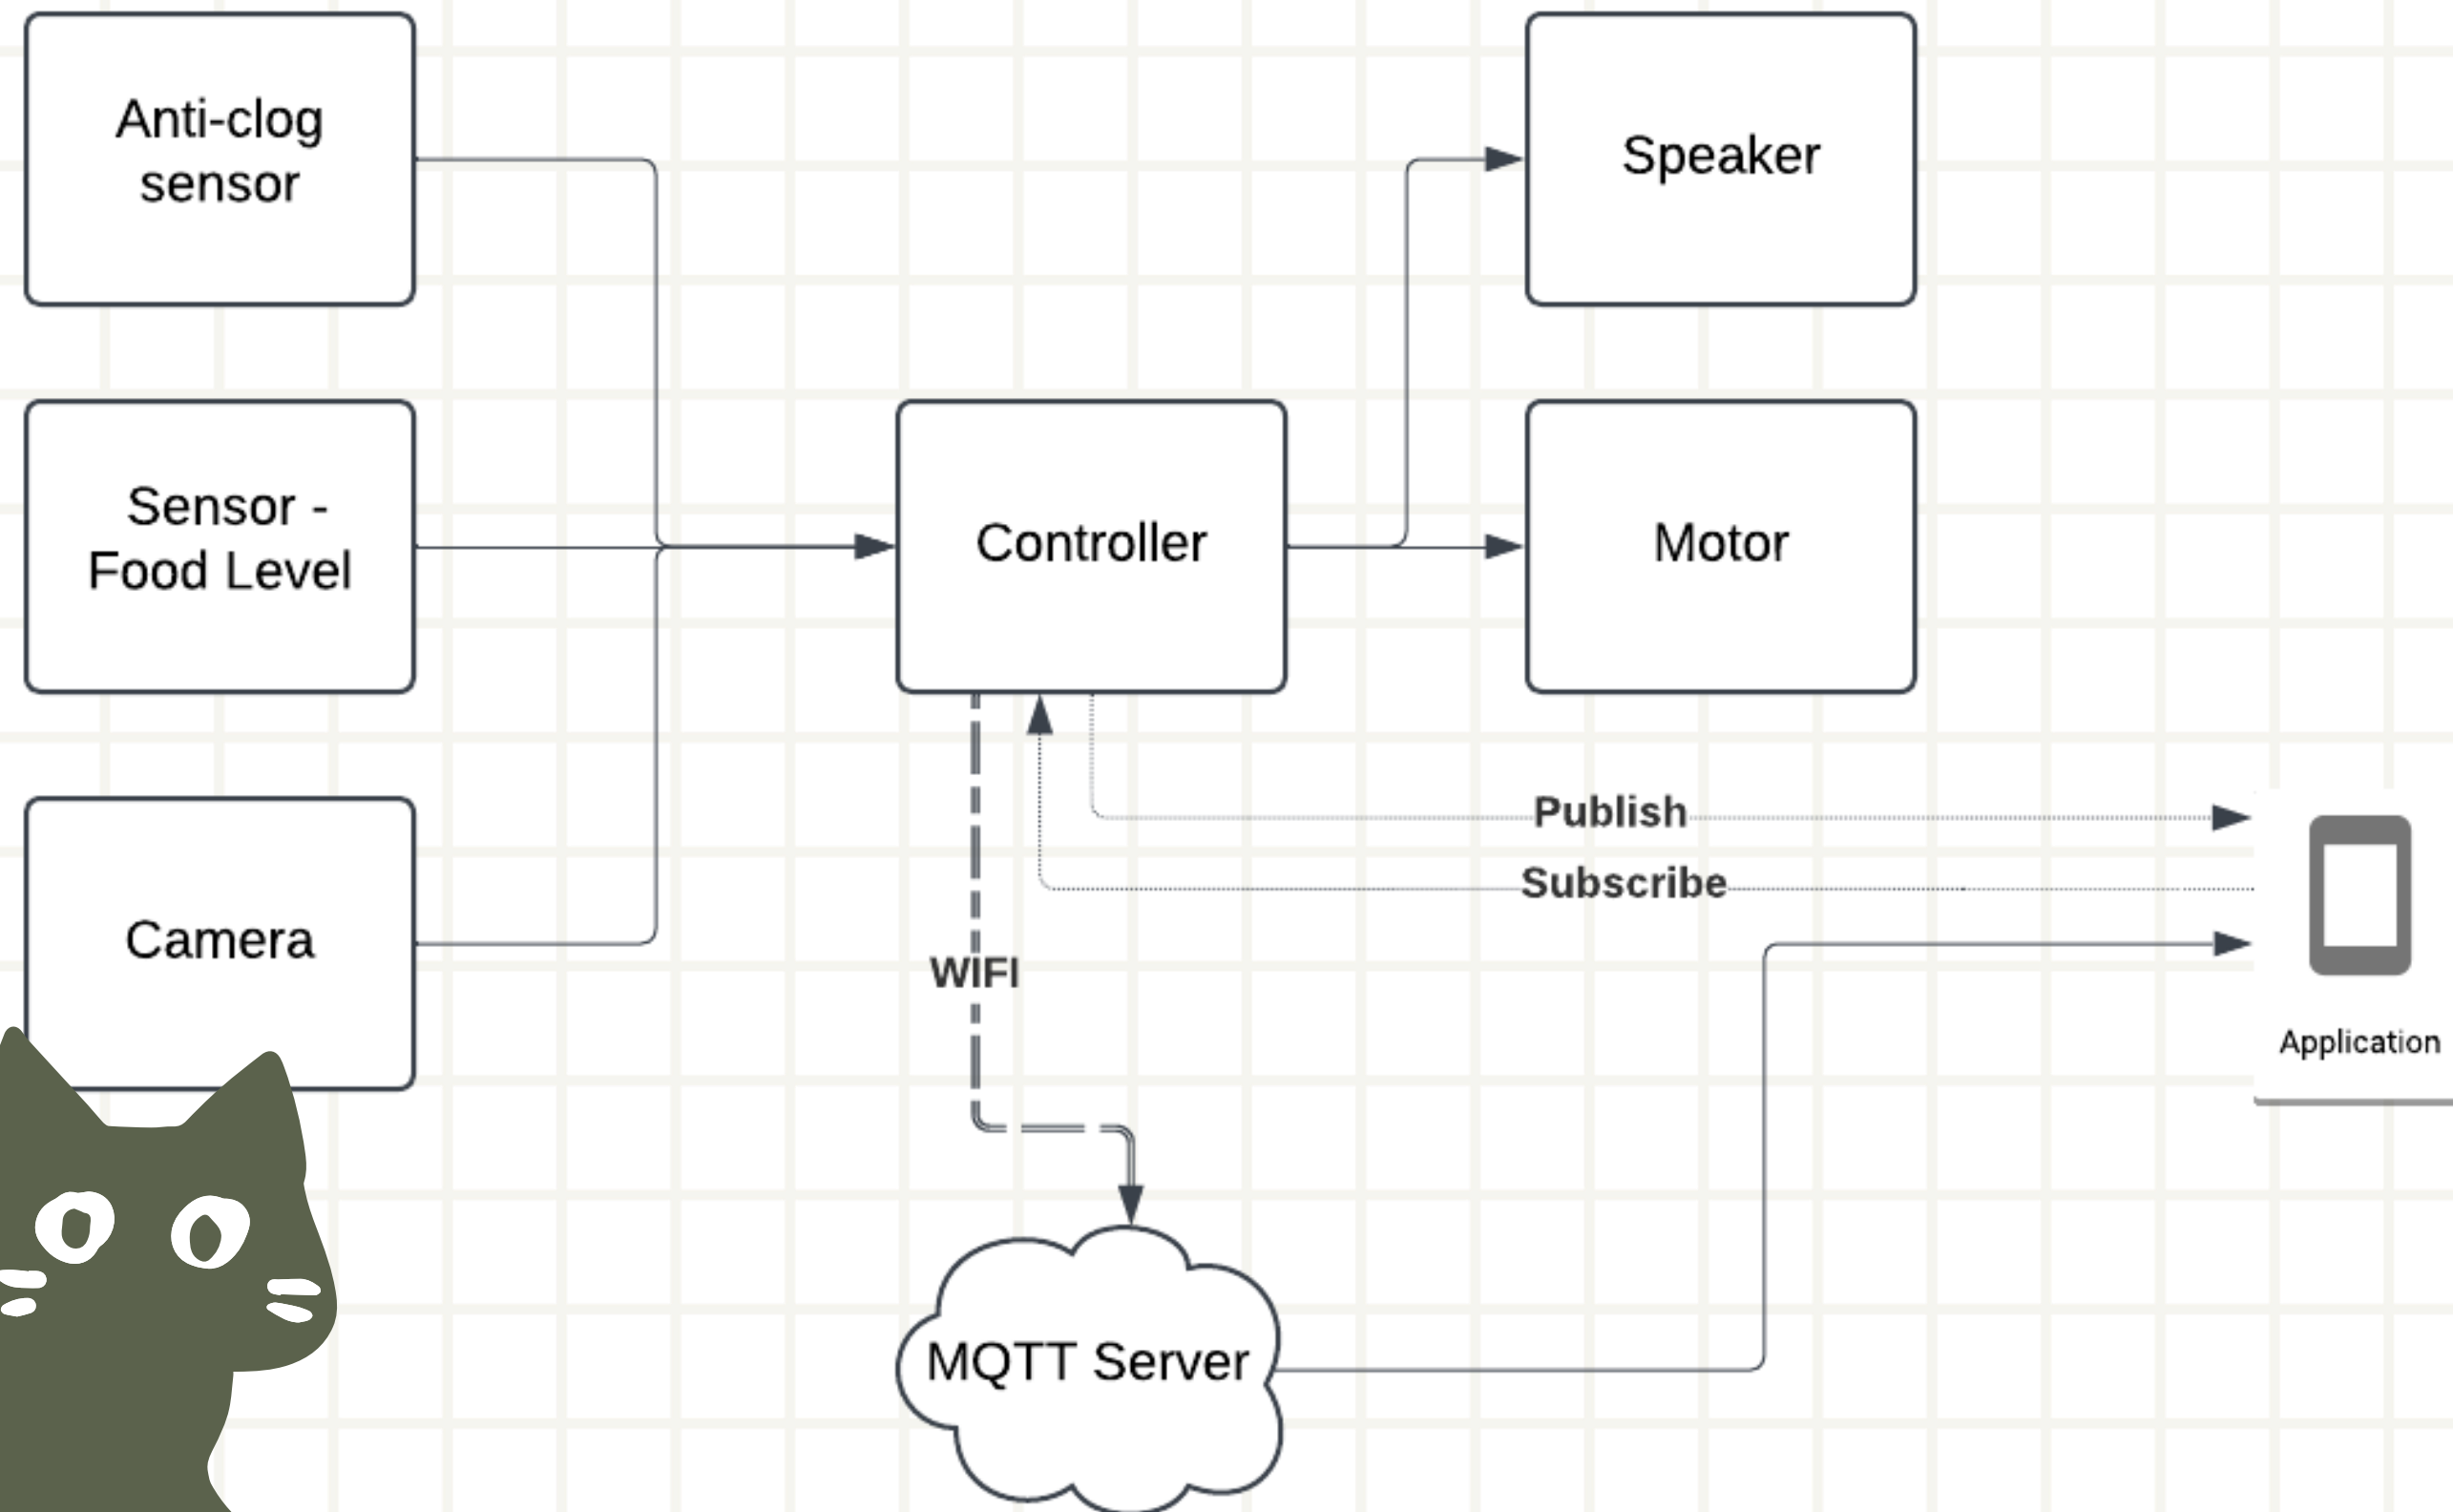 Anti-clog
sensor
Speaker
Sensor -
Food Level
Controller
Motor
Publish
Subscribe
Camera
WIFI
Application
MQTT Server